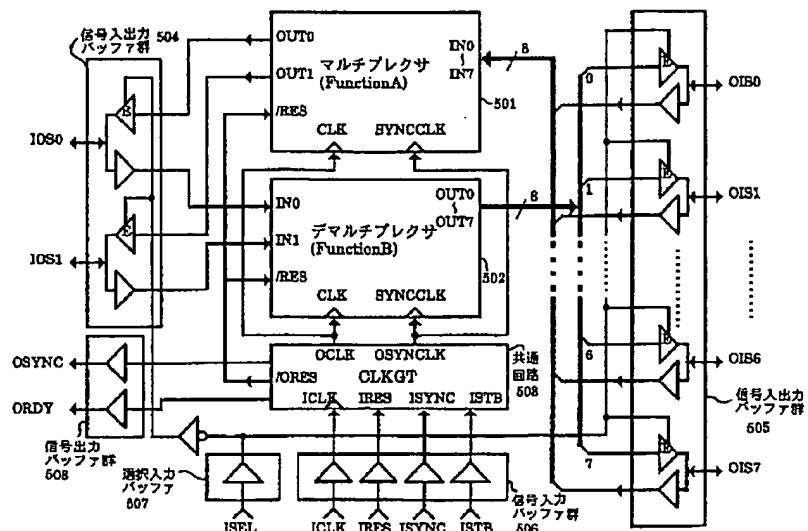 信号入出力
バッファ群 504
IOS0
IOS1
OSYNC
ORDY
信号出力
バッファ群
508
OUT0
OUT1
/RES
マルチプレクサ
(FunctionA)
IN0
〜
IN7
CLK SYNCCLK
501
8
IN0
IN1
/RES
デマルチプレクサ
(FunctionB)
OUT0
〜
OUT7
CLK SYNCCLK
502
8
OCLK OSYNCLK
/ORES CLKGT
ICLK IRES ISYNC ISTB
共通
回路
508
選択入力
バッファ
507
ISEL
ICLK IRES ISYNC ISTB
信号入力
バッファ群
506
0
1
6
7
E
E
E
E
E
E
OIB0
OIS1
OIB6
OIS7
信号入出力
バッファ群
505